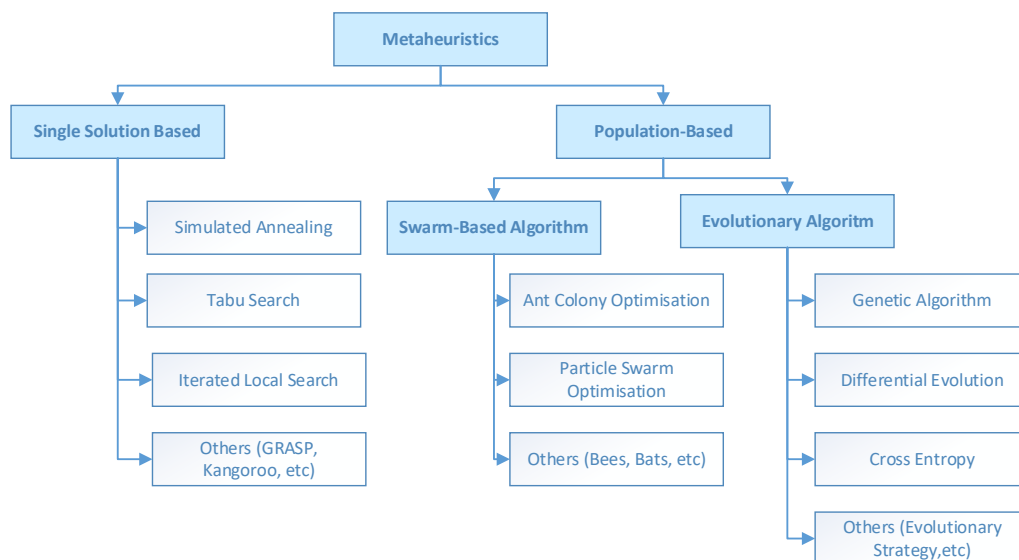 Metaheuristics
Single Solution Based
Population-Based
Simulated Annealing
Tabu Search
Iterated Local Search
Others (GRASP,
Kangoroo, etc)
Swarm-Based Algorithm
Ant Colony Optimisation
Particle Swarm
Optimisation
Others (Bees, Bats, etc)
Evolutionary Algoritm
Genetic Algorithm
Differential Evolution
Cross Entropy
Others (Evolutionary
Strategy,etc)